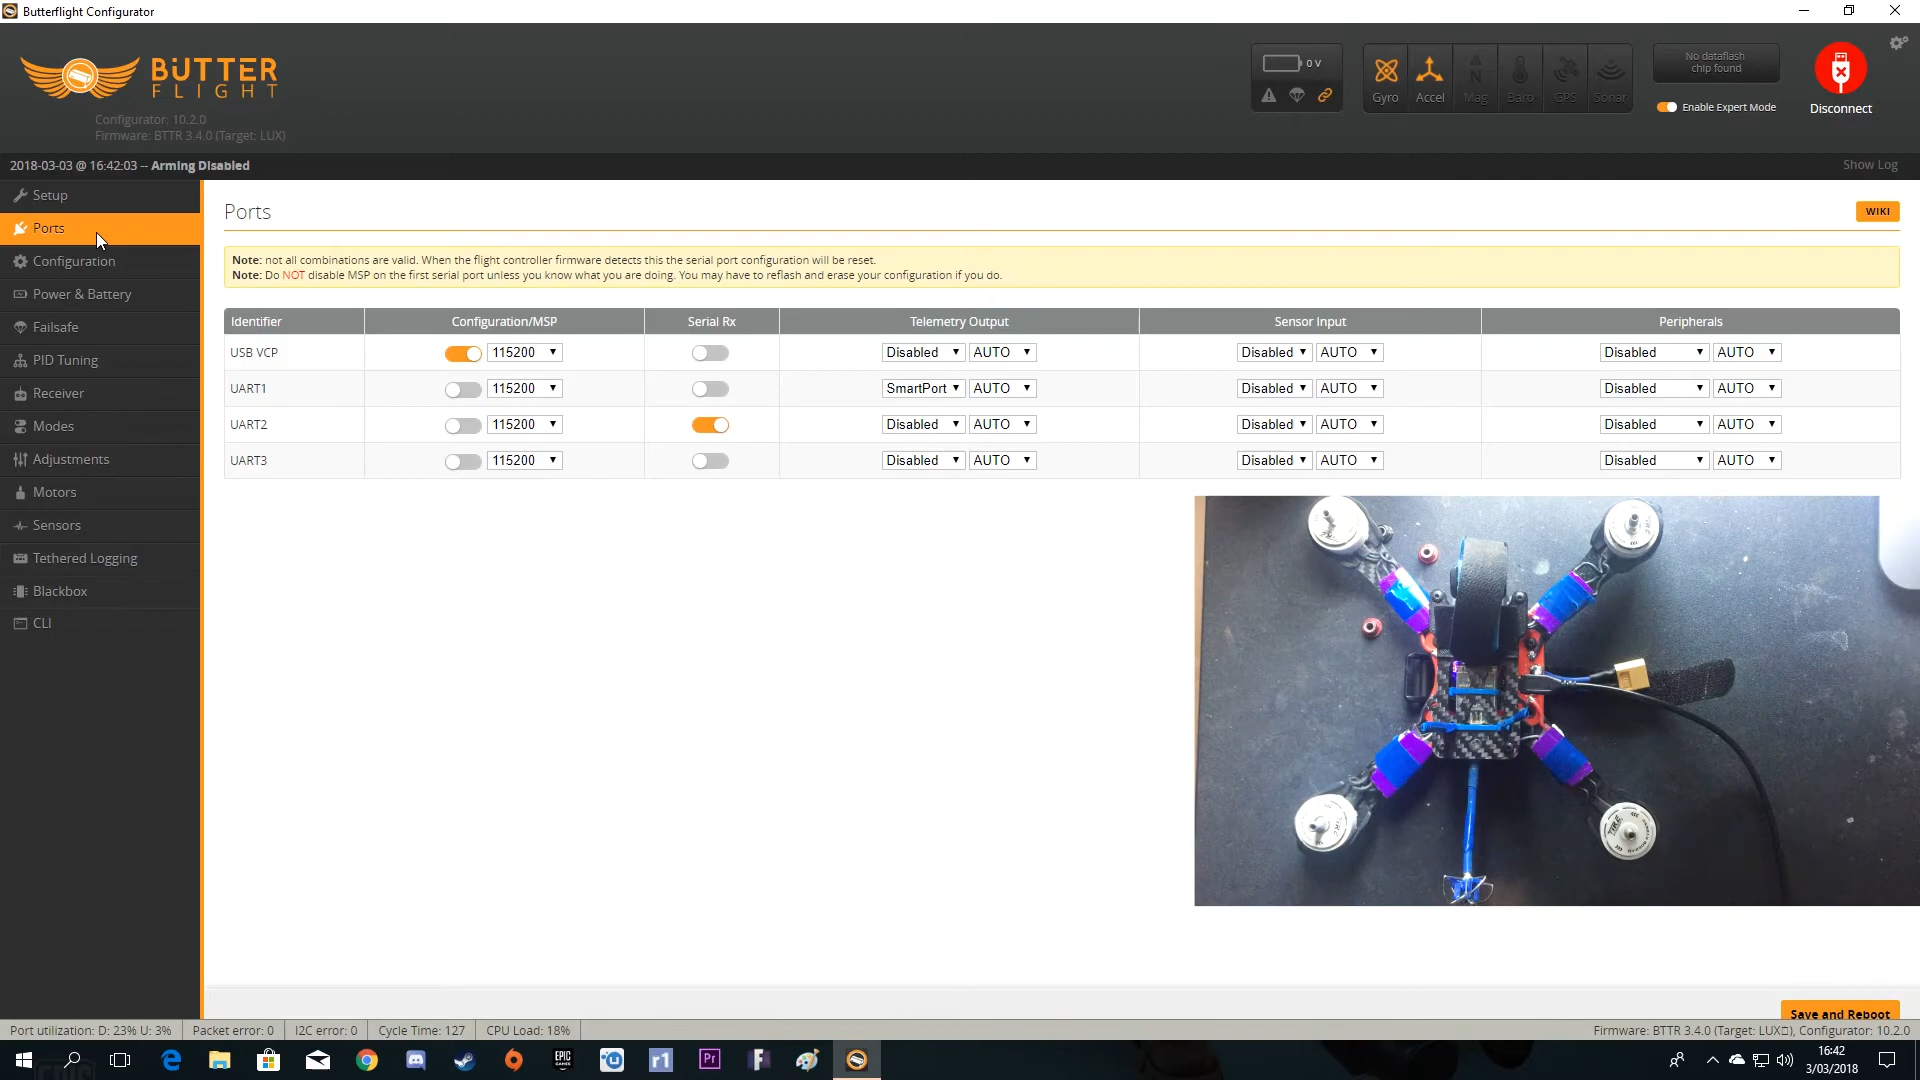 Butterflight Configurator
BUTTER
FLIGHT
Configurator: 10.2.0
Firmware: BTTR 3.4.0 (Target: LUX)
0 V
Gyro
Accel
Mag
Baro
GPS
Sonar
No dataflash
chip found
Enable Expert Mode
Disconnect
2018-03-03 @ 16:42:03 -- Arming Disabled
Show Log
Setup
Ports
Configuration
Power & Battery
Failsafe
PID Tuning
Receiver
Modes
Adjustments
Motors
Sensors
Tethered Logging
Blackbox
CLI
Ports
WIKI
Note: not all combinations are valid. When the flight controller firmware detects this the serial port configuration will be reset.
Note: Do NOT disable MSP on the first serial port unless you know what you are doing. You may have to reflash and erase your configuration if you do.
Identifier Configuration/MSP Serial Rx Telemetry Output Sensor Input Peripherals
USB VCP 115200 Disabled AUTO Disabled AUTO Disabled AUTO
UART1 115200 SmartPort AUTO Disabled AUTO Disabled AUTO
UART2 115200 Disabled AUTO Disabled AUTO Disabled AUTO
UART3 115200 Disabled AUTO Disabled AUTO Disabled AUTO
Save and Reboot
Port utilization: D: 23% U: 3% Packet error: 0 I2C error: 0 Cycle Time: 127 CPU Load: 18%
Firmware: BTTR 3.4.0 (Target: LUX), Configurator: 10.2.0
EPIC
GAMES
r1
Pr
16:42
3/03/2018